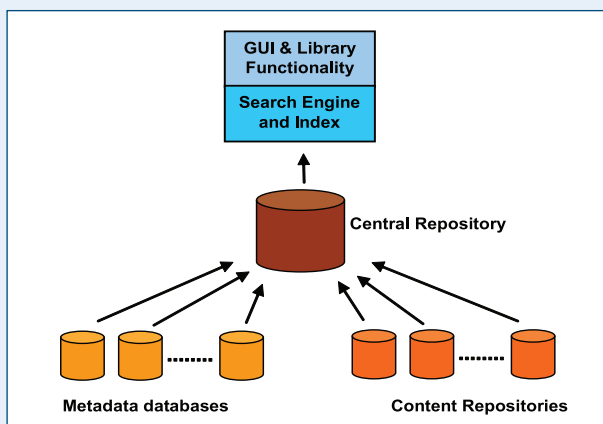 GUI & Library
Functionality
Search Engine
and Index
Central Repository
Metadata databases
Content Repositories